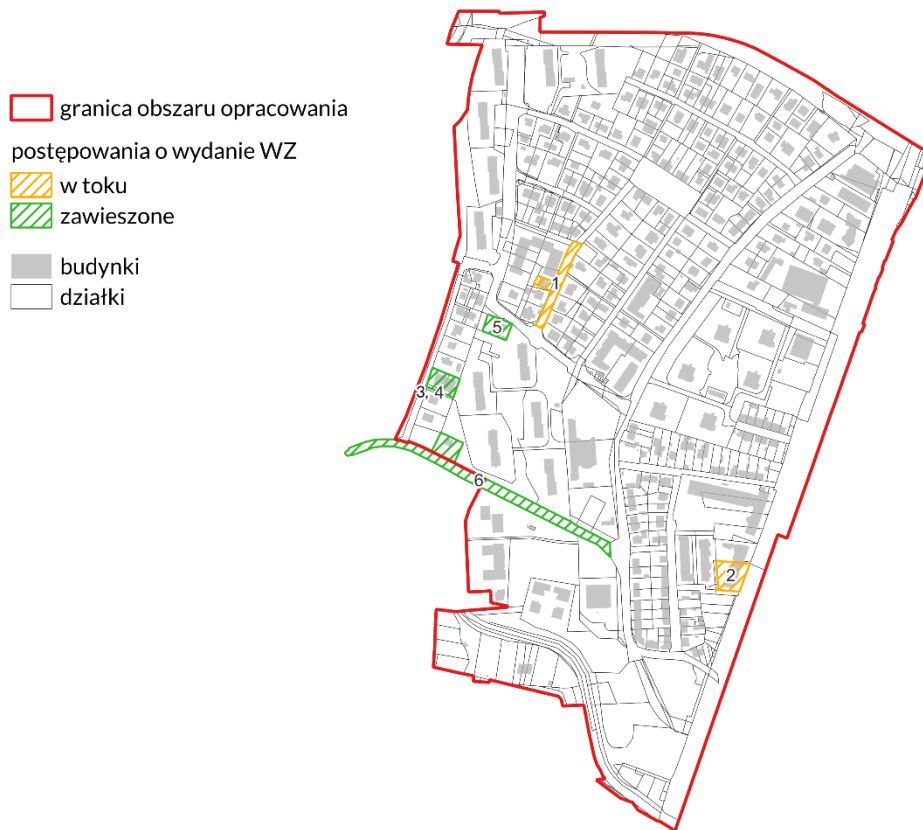 granica obszaru opracowania
postępowania o wydanie WZ
w toku
zawieszone
budynki
działki
1
5
3, 4
6
2